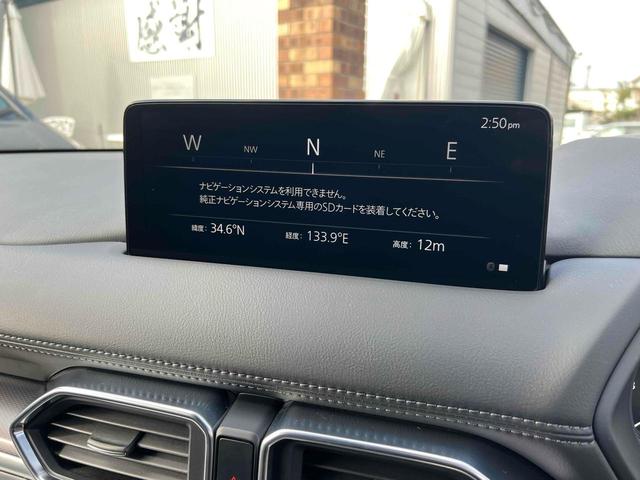 感謝
2:50pm
W NW N NE E
ナビゲーションシステムを利用できません。
純正ナビゲーションシステム専用のSDカードを装着してください。
緯度: 34.6°N 経度: 133.9°E 高度: 12m